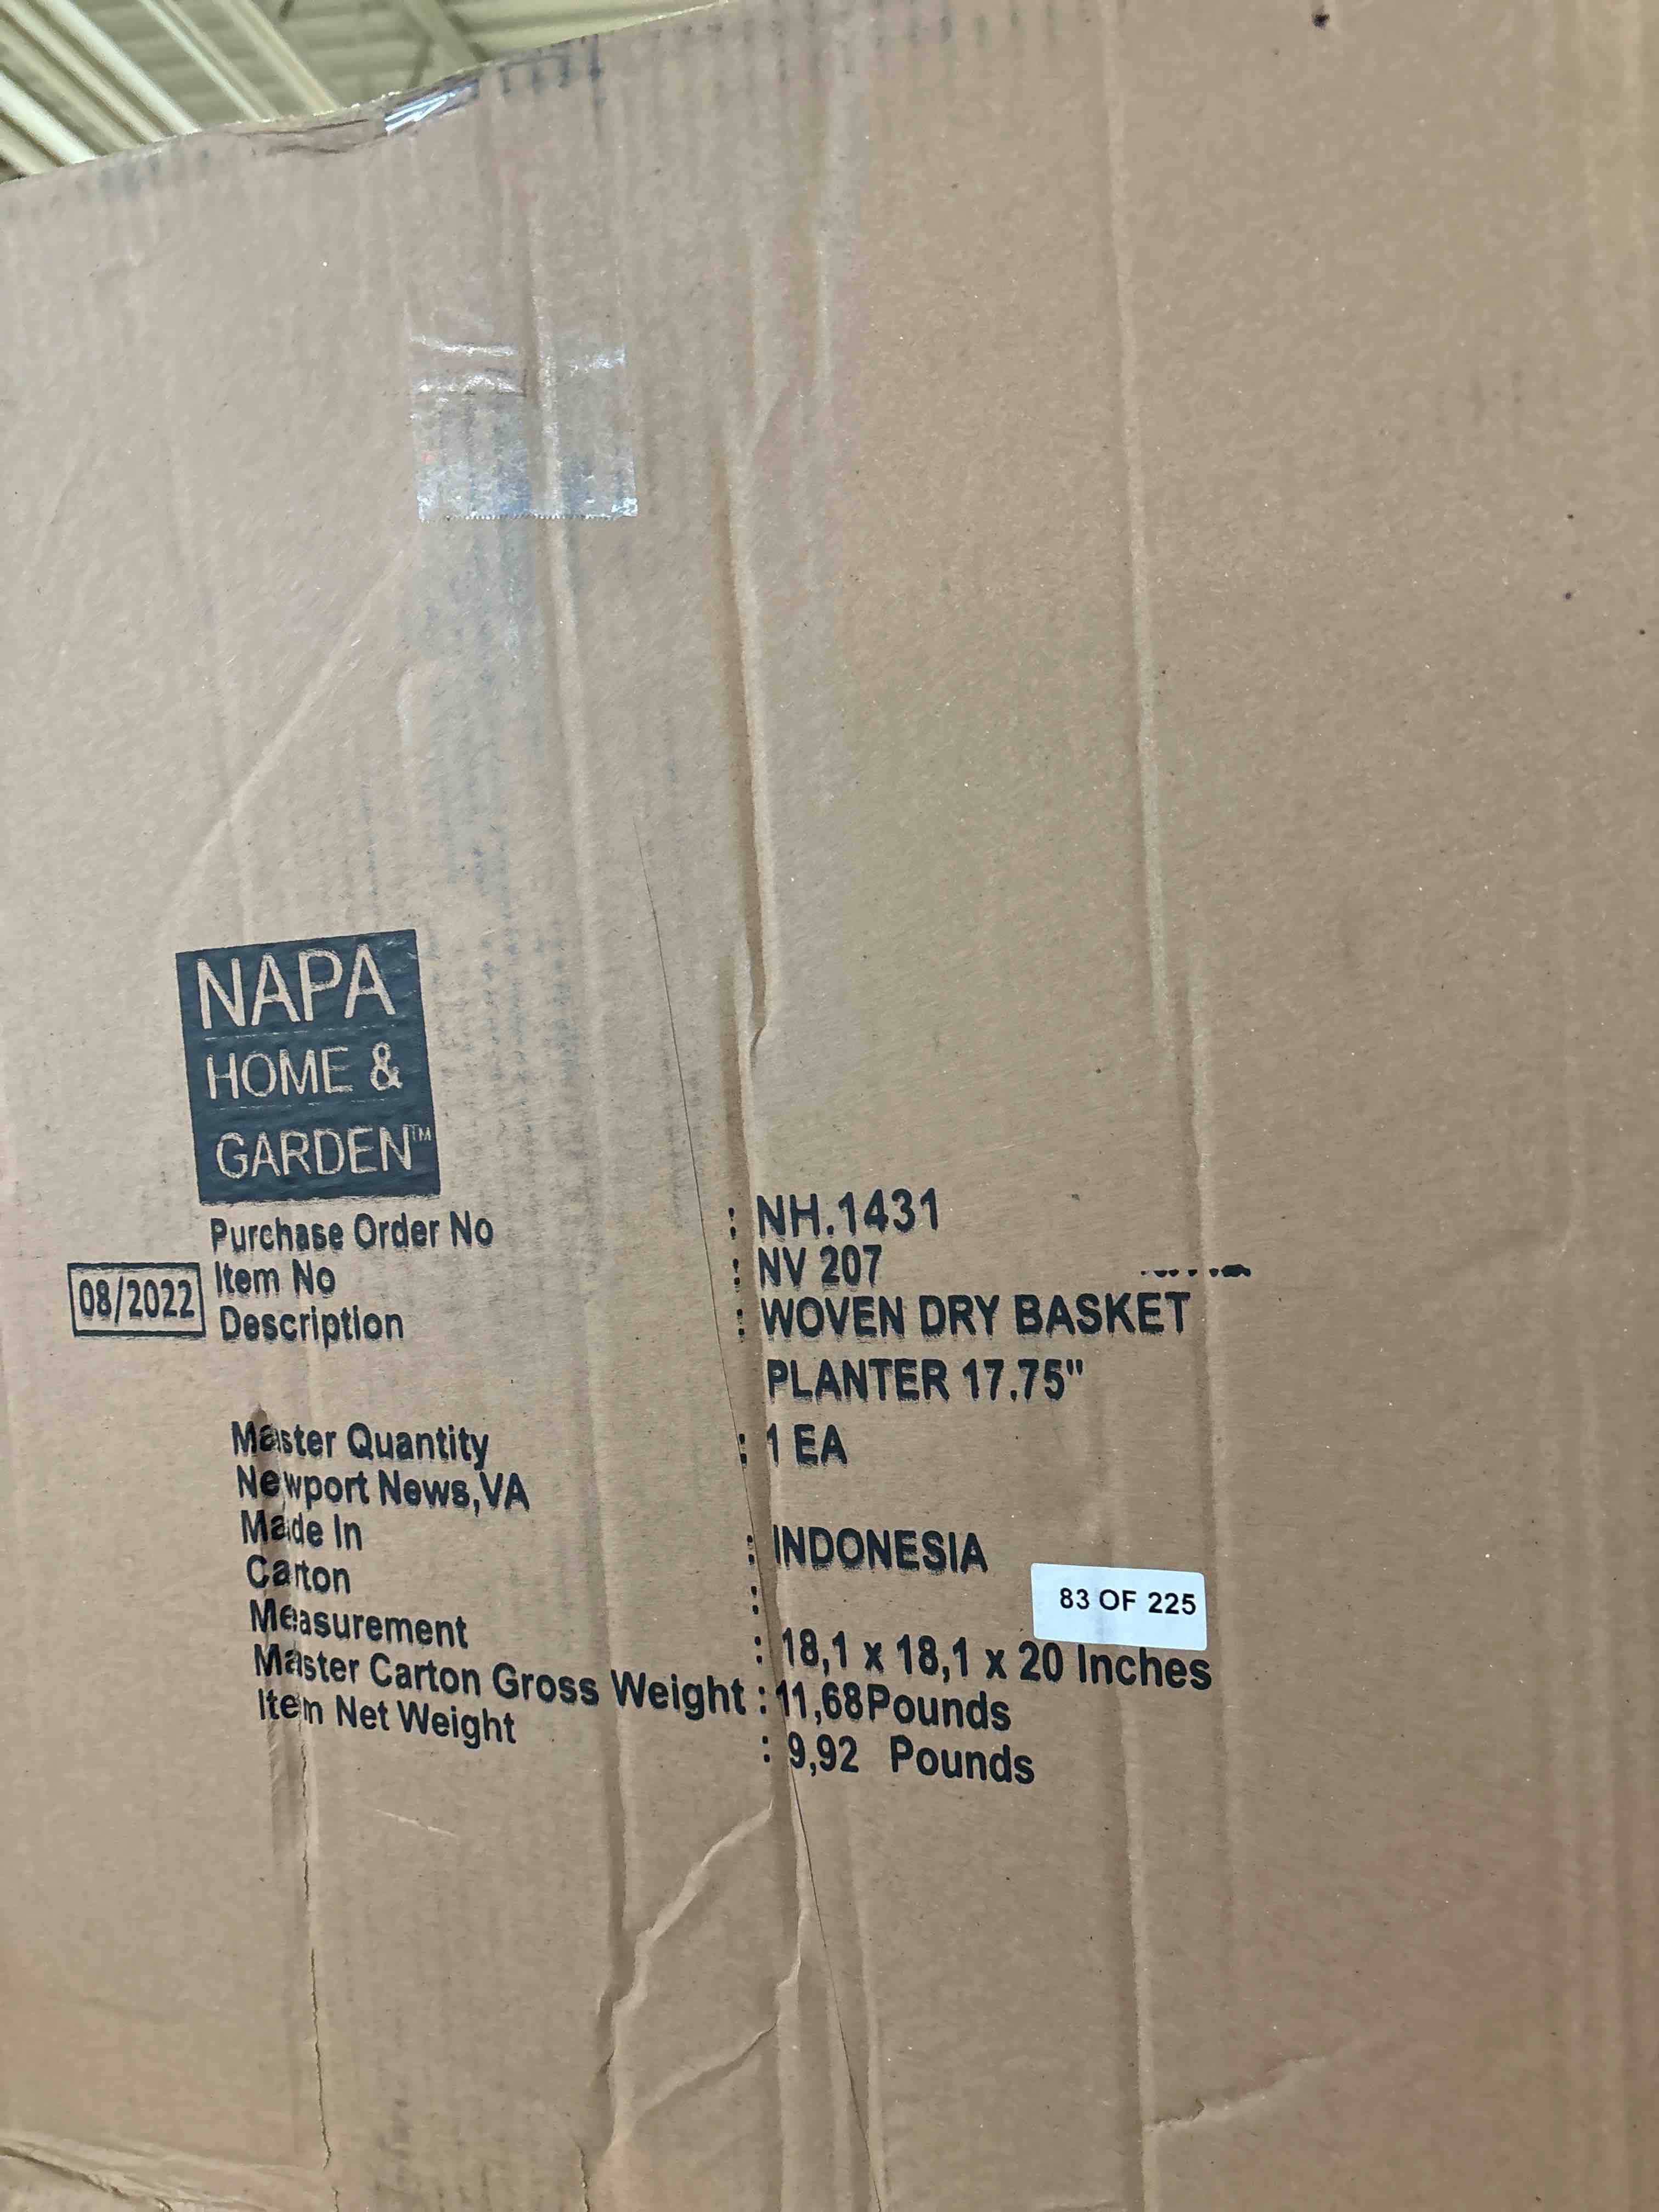 NAPA
HOME &
GARDEN™
Purchase Order No : NH.1431
08/2022
Item No : NV 207
Description : WOVEN DRY BASKET
PLANTER 17.75"
Master Quantity : 1 EA
Newport News,VA
Made In : INDONESIA
Carton :
83 OF 225
Measurement : 18,1 x 18,1 x 20 Inches
Master Carton Gross Weight : 11,68Pounds
Item Net Weight : 9,92 Pounds